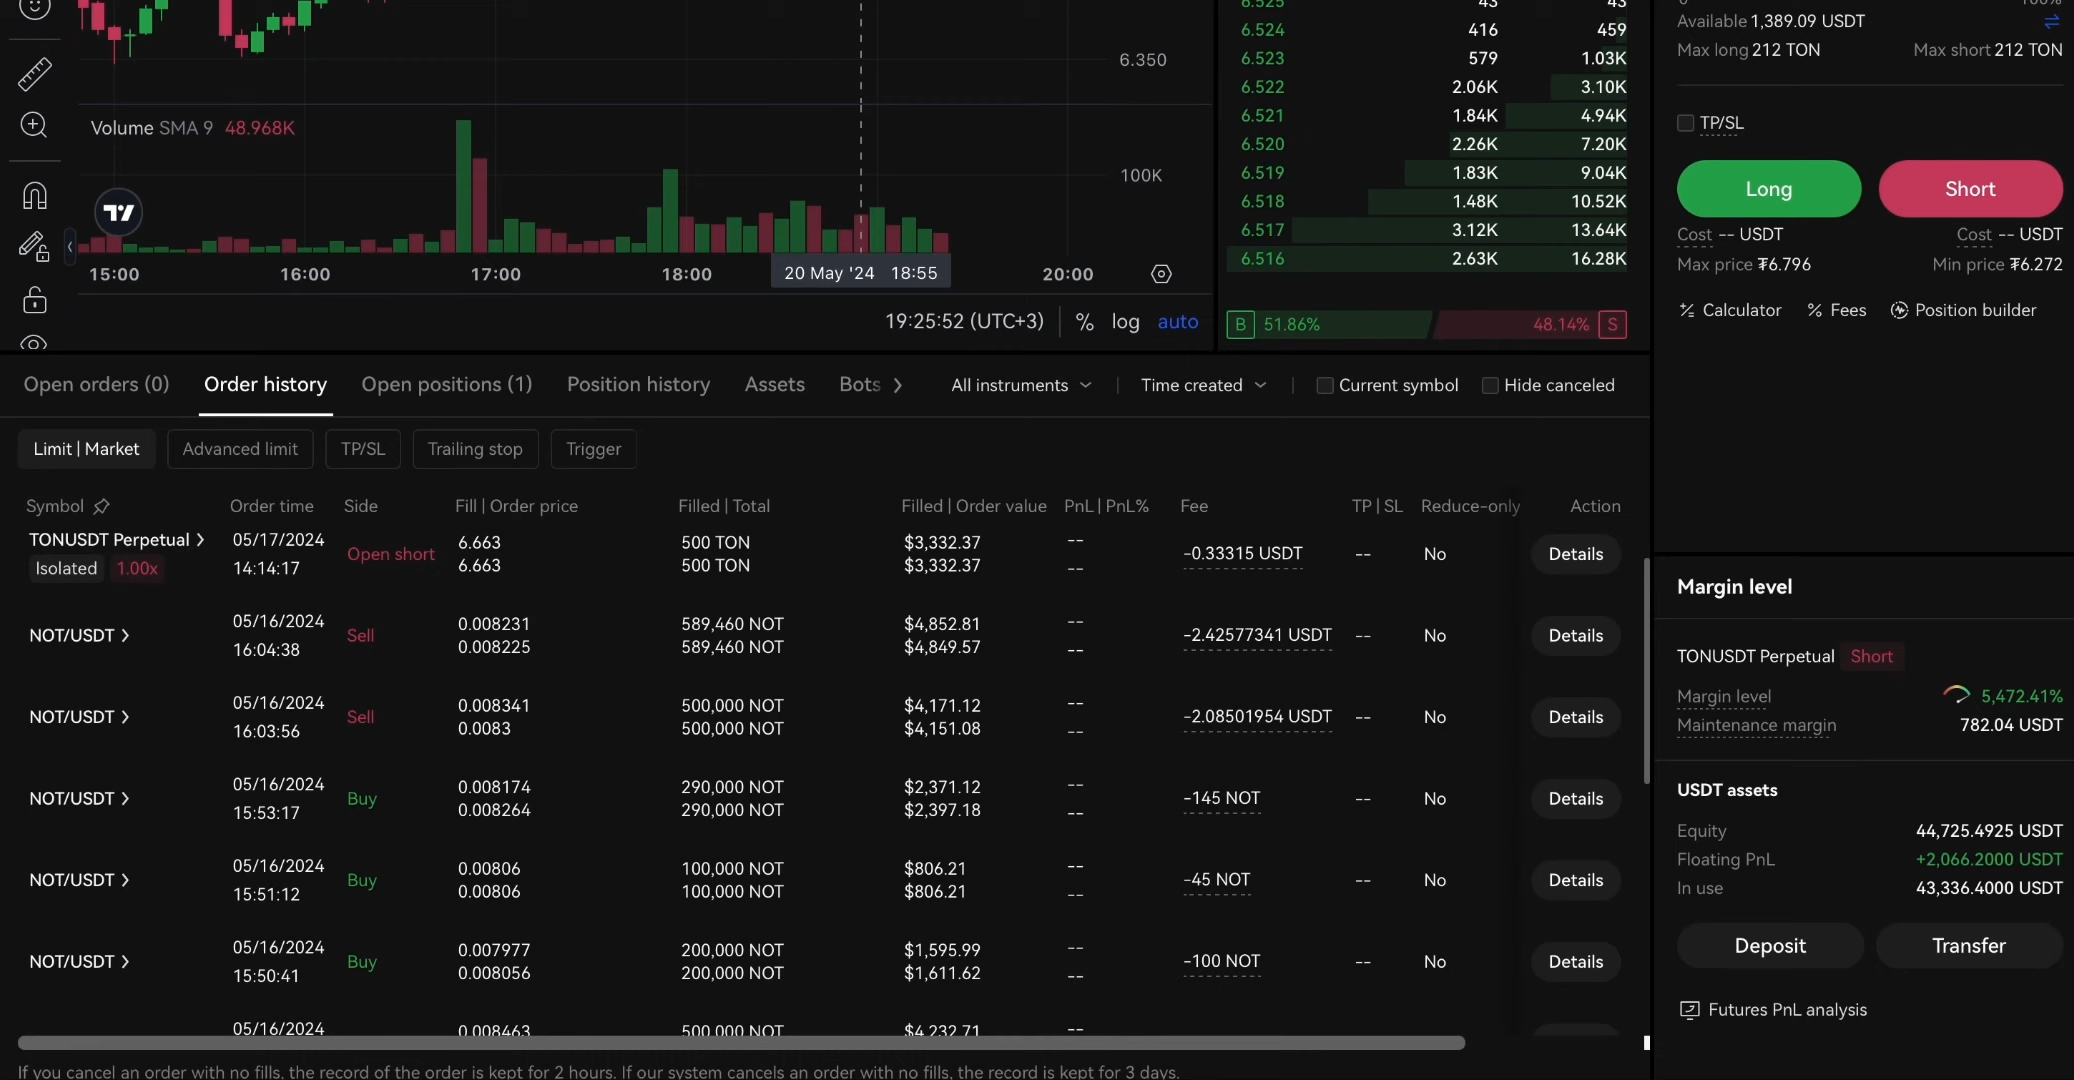 6.350
Volume SMA 9 48.968K
100K
15:00 16:00 17:00 18:00 20 May '24 18:55 20:00
19:25:52 (UTC+3) % log auto
6.525 43 43
6.524 416 459
6.523 579 1.03K
6.522 2.06K 3.10K
6.521 1.84K 4.94K
6.520 2.26K 7.20K
6.519 1.83K 9.04K
6.518 1.48K 10.52K
6.517 3.12K 13.64K
6.516 2.63K 16.28K
B 51.86% 48.14% S
0 100%
Available 1,389.09 USDT
Max long 212 TON Max short 212 TON
TP/SL
Long Short
Cost -- USDT Cost -- USDT
Max price ₮6.796 Min price ₮6.272
Calculator % Fees Position builder
Open orders (0) Order history Open positions (1) Position history Assets Bots All instruments Time created Current symbol Hide canceled
Limit | Market Advanced limit TP/SL Trailing stop Trigger
Symbol Order time Side Fill | Order price Filled | Total Filled | Order value PnL | PnL% Fee TP | SL Reduce-only Action
TONUSDT Perpetual 05/17/2024 Open short 6.663 500 TON $3,332.37 -- -0.33315 USDT -- No Details
Isolated 1.00x 14:14:17 6.663 500 TON $3,332.37 --
NOT/USDT 05/16/2024 Sell 0.008231 589,460 NOT $4,852.81 -- -2.42577341 USDT -- No Details
16:04:38 0.008225 589,460 NOT $4,849.57 --
NOT/USDT 05/16/2024 Sell 0.008341 500,000 NOT $4,171.12 -- -2.08501954 USDT -- No Details
16:03:56 0.0083 500,000 NOT $4,151.08 --
NOT/USDT 05/16/2024 Buy 0.008174 290,000 NOT $2,371.12 -- -145 NOT -- No Details
15:53:17 0.008264 290,000 NOT $2,397.18 --
NOT/USDT 05/16/2024 Buy 0.00806 100,000 NOT $806.21 -- -45 NOT -- No Details
15:51:12 0.00806 100,000 NOT $806.21 --
NOT/USDT 05/16/2024 Buy 0.007977 200,000 NOT $1,595.99 -- -100 NOT -- No Details
15:50:41 0.008056 200,000 NOT $1,611.62 --
05/16/2024 0.008463 500,000 NOT $4,232.71 --
If you cancel an order with no fills, the record of the order is kept for 2 hours. If our system cancels an order with no fills, the record is kept for 3 days.
Margin level
TONUSDT Perpetual Short
Margin level 5,472.41%
Maintenance margin 782.04 USDT
USDT assets
Equity 44,725.4925 USDT
Floating PnL +2,066.2000 USDT
In use 43,336.4000 USDT
Deposit Transfer
Futures PnL analysis